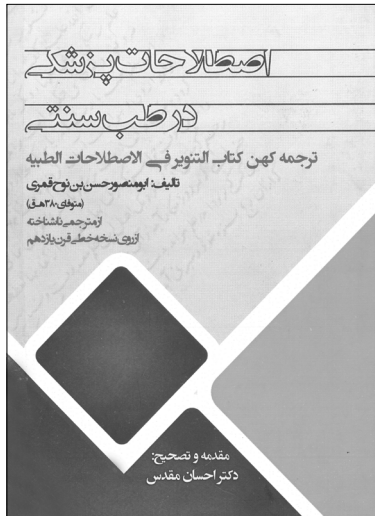 اصطلاحات پزشکی
در طب سنتی
ترجمه کهن کتاب التنویر فی الاصطلاحات الطبیه
تالیف: ابومنصور حسن بن نوح قمری
(متوفای ۳۸۰ هـ.ق)
از مترجمی ناشناخته
از روی نسخه خطی قرن یازدهم
مقدمه و تصحیح:
دکتر احسان مقدس